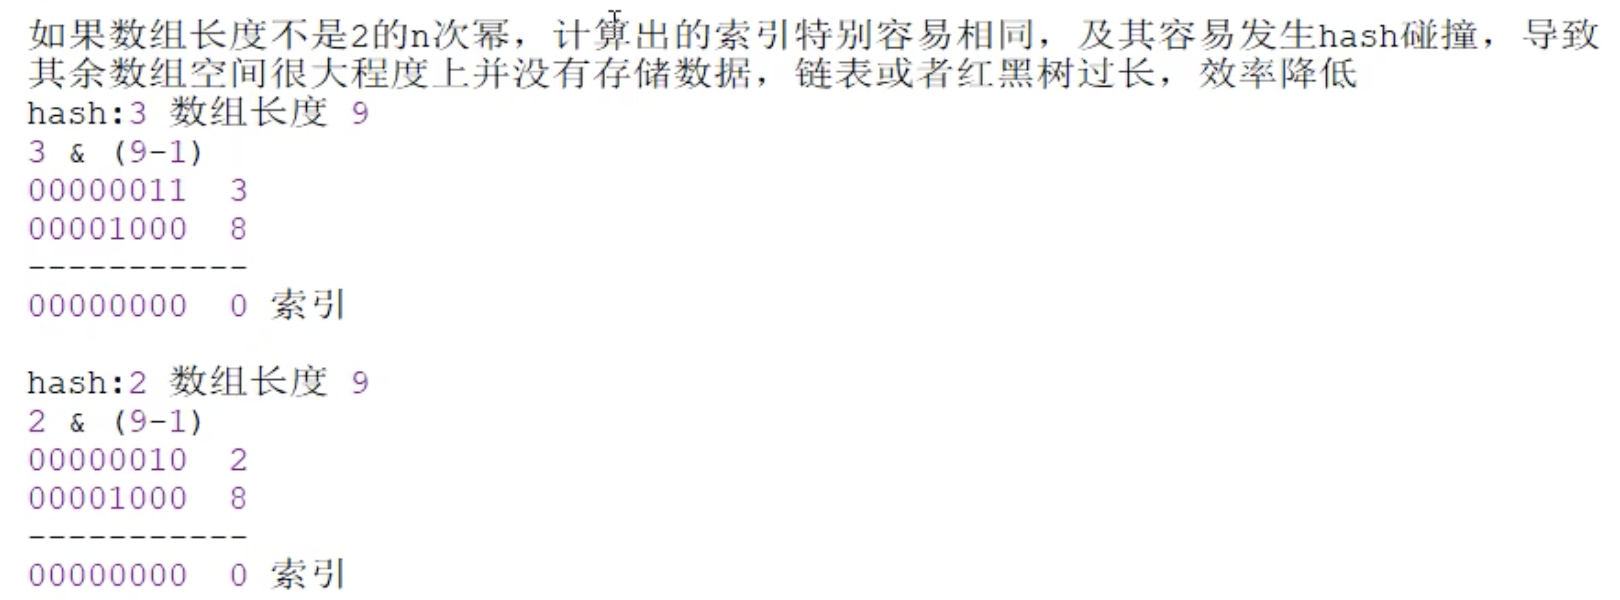 如果数组长度不是2的n次幂，计算出的索引特别容易相同，及其容易发生hash碰撞，导致
其余数组空间很大程度上并没有存储数据，链表或者红黑树过长，效率降低
hash:3 数组长度 9
3 & (9-1)
00000011 3
00001000 8
-----------
00000000 0 索引
hash:2 数组长度 9
2 & (9-1)
00000010 2
00001000 8
-----------
00000000 0 索引